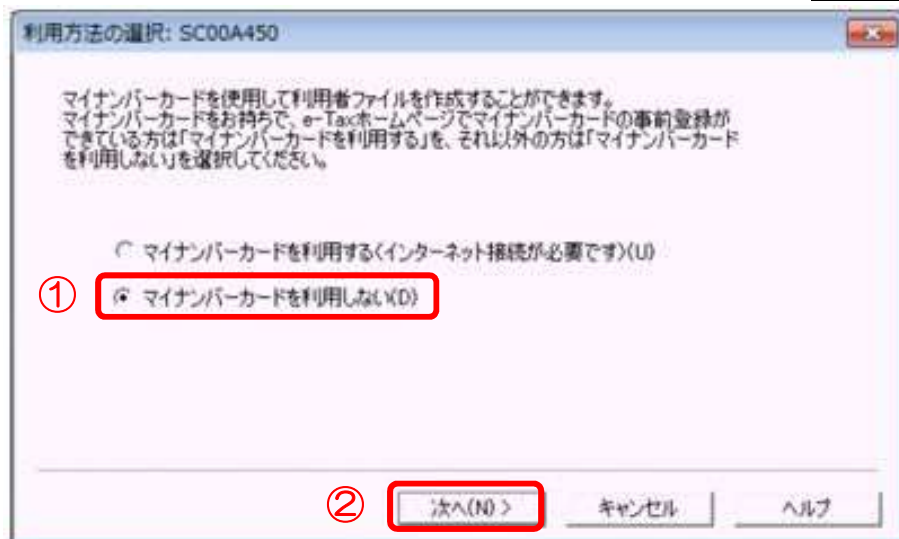 利用方法の選択: SC00A450
マイナンバーカードを使用して利用者ファイルを作成することができます。
マイナンバーカードをお持ちで、e-Taxホームページでマイナンバーカードの事前登録が
できている方は「マイナンバーカードを利用する」を、それ以外の方は「マイナンバーカード
を利用しない」を選択してください。
マイナンバーカードを利用する(インターネット接続が必要です)(U)
① マイナンバーカードを利用しない(D)
② 次へ(N) > キャンセル ヘルプ